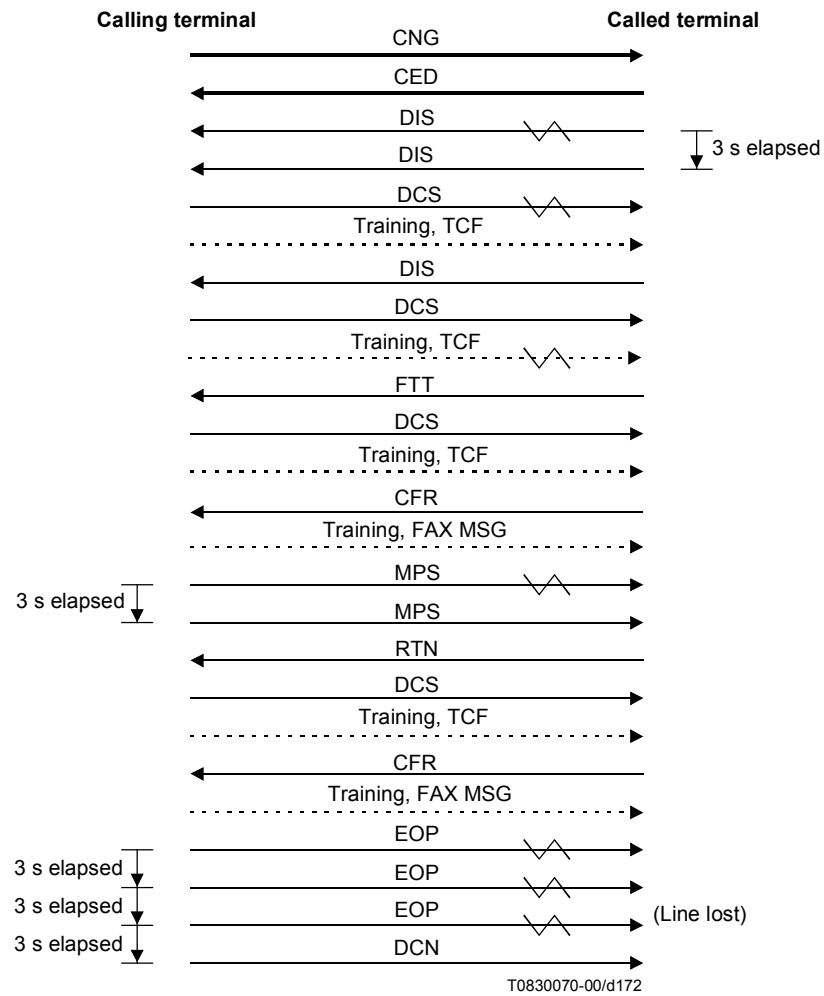 Calling terminal
Called terminal
CNG
CED
DIS
DIS
3 s elapsed
DCS
Training, TCF
DIS
DCS
Training, TCF
FTT
DCS
Training, TCF
CFR
Training, FAX MSG
MPS
3 s elapsed
MPS
RTN
DCS
Training, TCF
CFR
Training, FAX MSG
EOP
3 s elapsed
EOP
3 s elapsed
EOP
(Line lost)
3 s elapsed
DCN
T0830070-00/d172